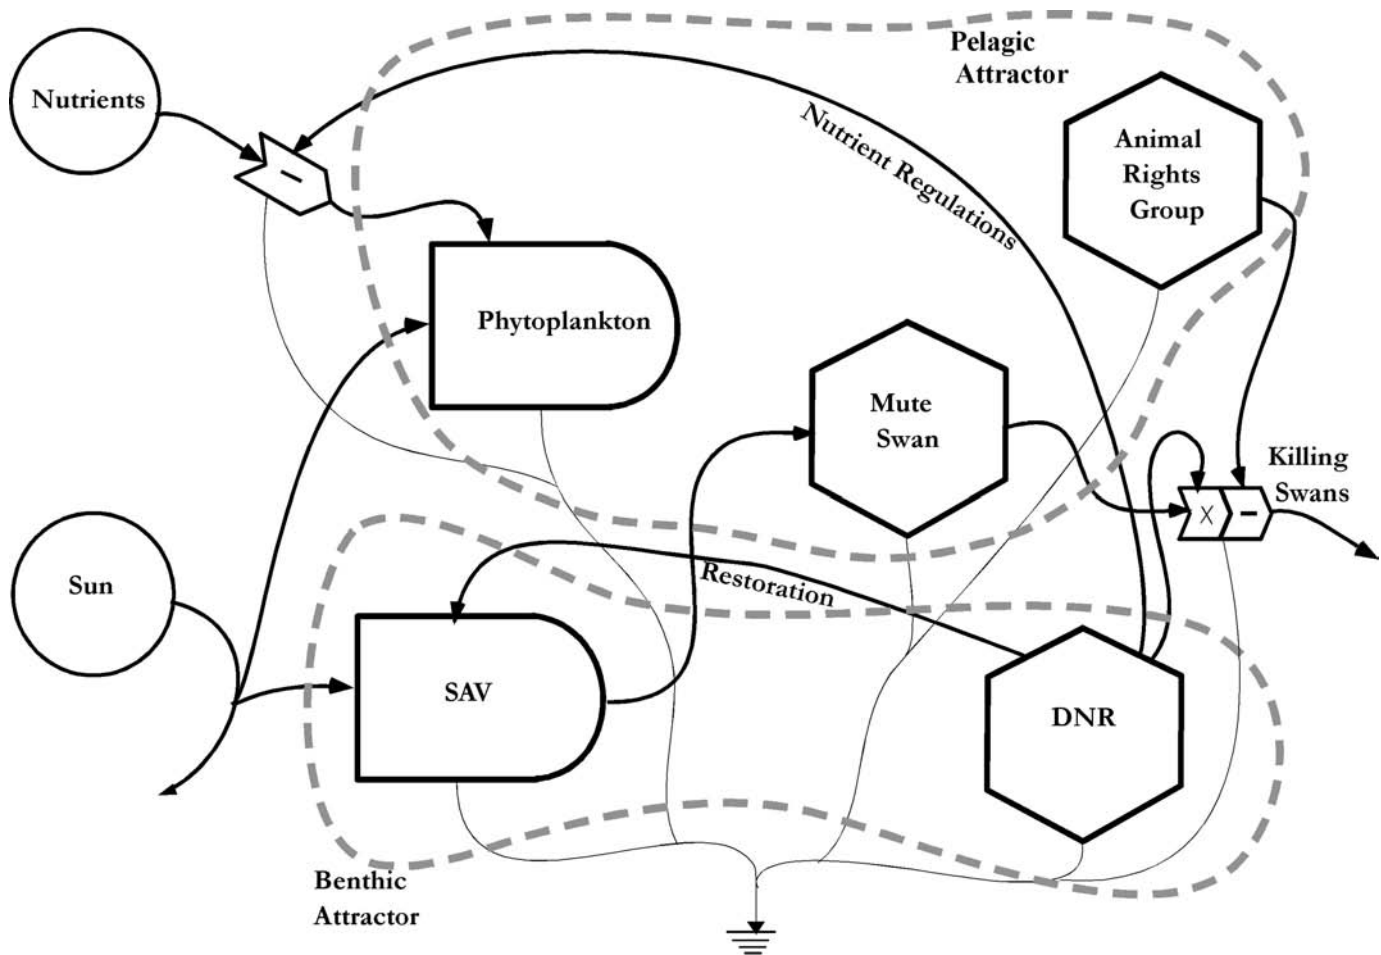 Pelagic
Attractor
Nutrients
Animal
Rights
Group
Nutrient Regulations
Phytoplankton
Mute
Swan
Killing
Swans
X
Sun
Restoration
SAV
DNR
Benthic
Attractor